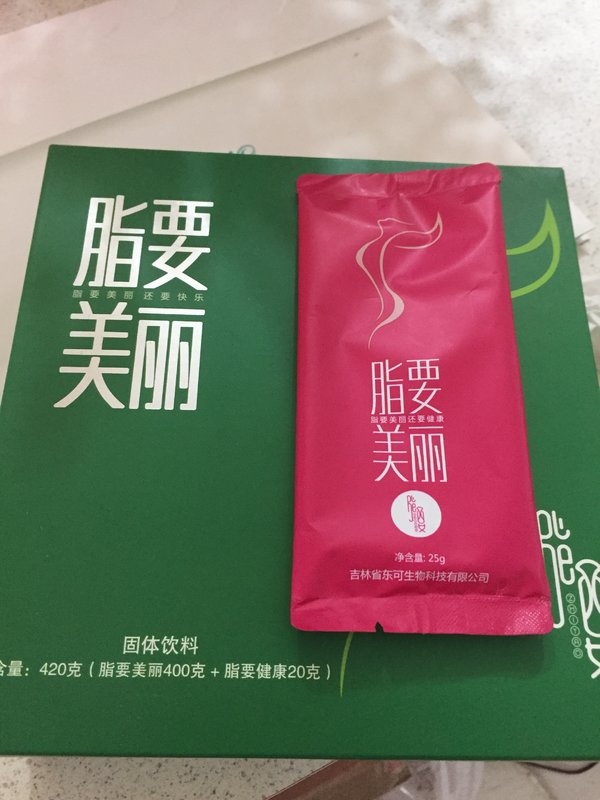 脂要
脂要美丽还要快乐
美丽
固体饮料
含量：420克（脂要美丽400克 + 脂要健康20克）
脂要
脂要美丽还要健康
美丽
脂要
净含量: 25g
吉林省东可生物科技有限公司